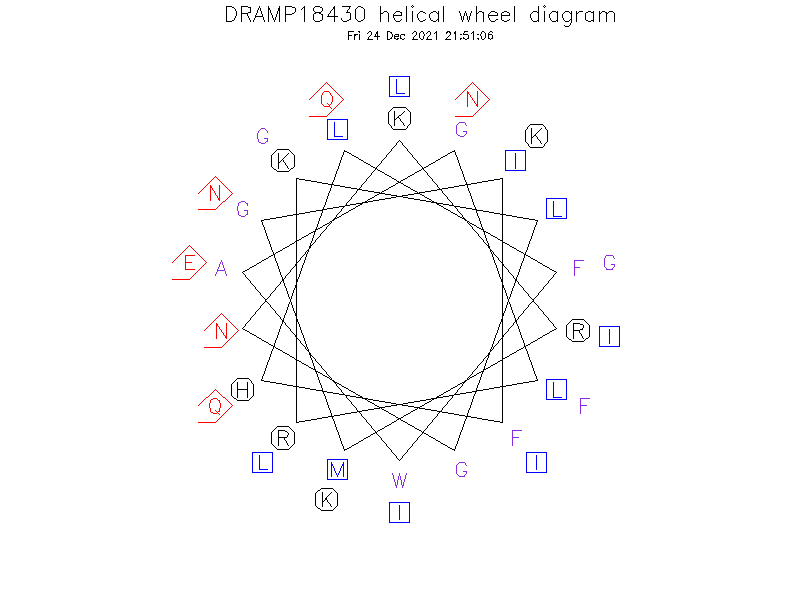 DRAMP18430 helical wheel diagram
Fri 24 Dec 2021 21:51:06
L
Q N
K
L G
G K
K I
N
G L
E A F G
N R I
H L
Q F
R F
L M G I
W
K
I